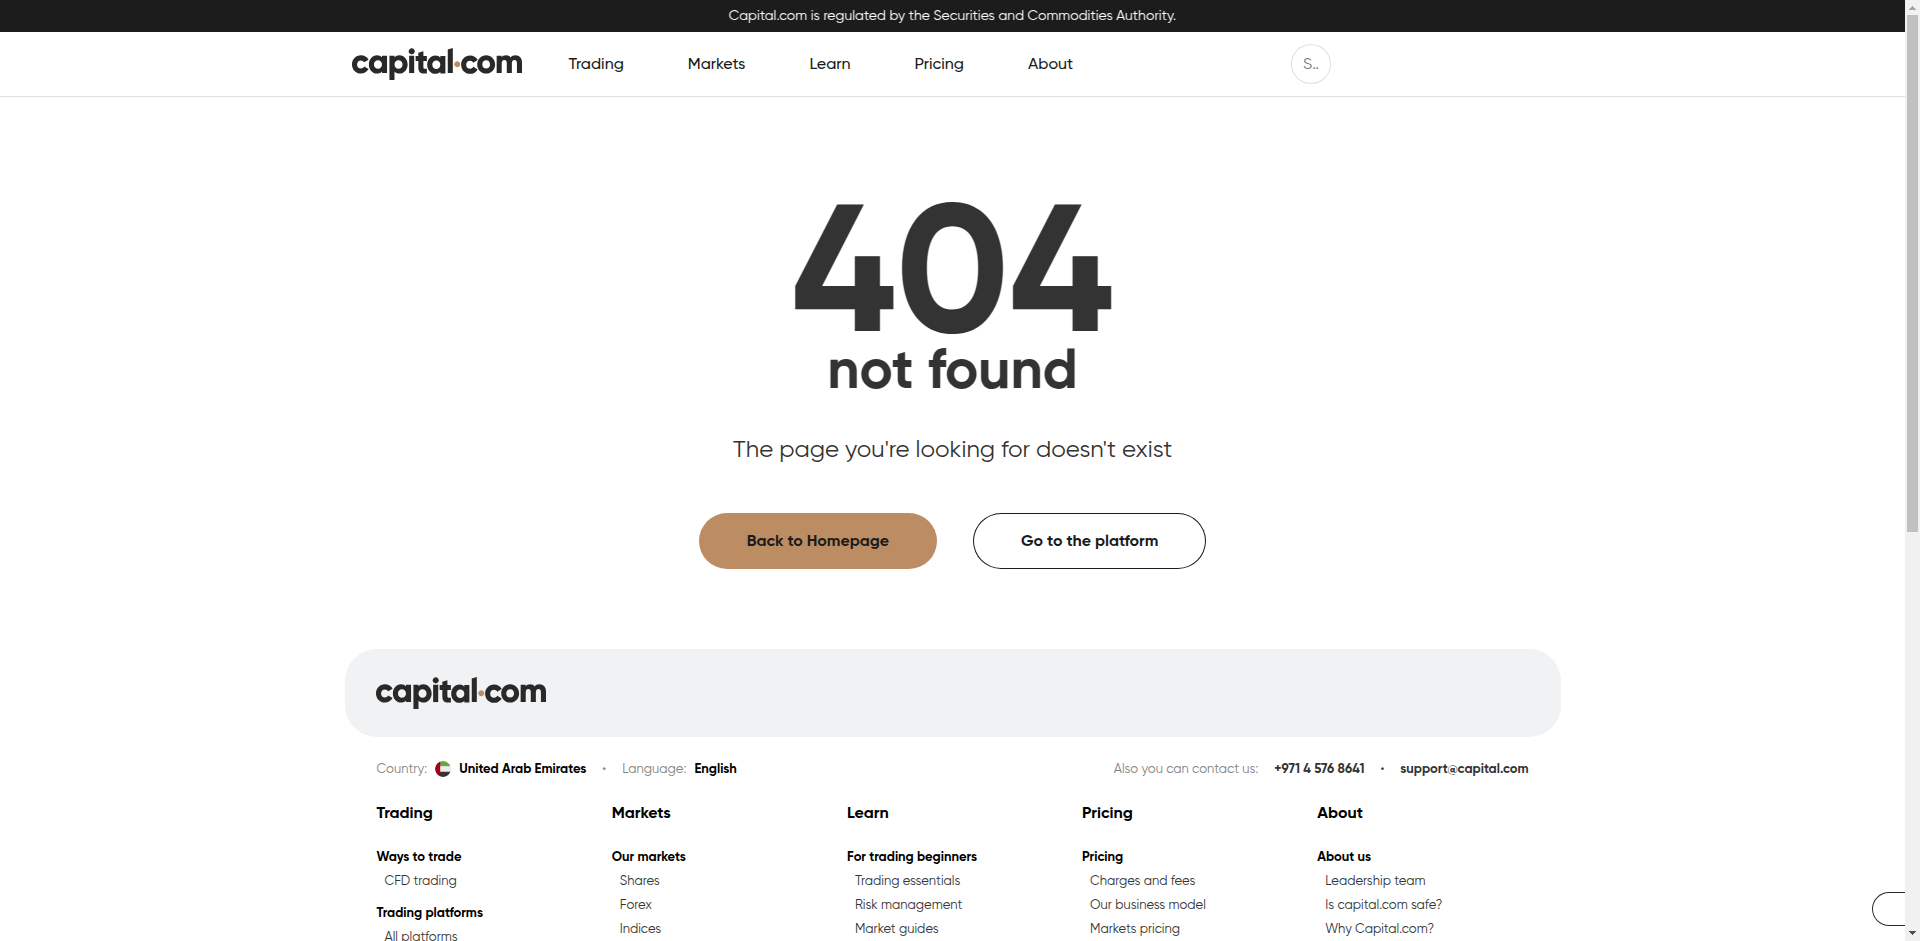 Capital.com is regulated by the Securities and Commodities Authority.
capital.com
Trading
Markets
Learn
Pricing
About
S..
404
not found
The page you're looking for doesn't exist
Back to Homepage
Go to the platform
capital.com
Country: United Arab Emirates • Language: English
Also you can contact us: +971 4 576 8641 • support@capital.com
Trading
Ways to trade
CFD trading
Trading platforms
All platforms
Markets
Our markets
Shares
Forex
Indices
Learn
For trading beginners
Trading essentials
Risk management
Market guides
Pricing
Pricing
Charges and fees
Our business model
Markets pricing
About
About us
Leadership team
Is capital.com safe?
Why Capital.com?